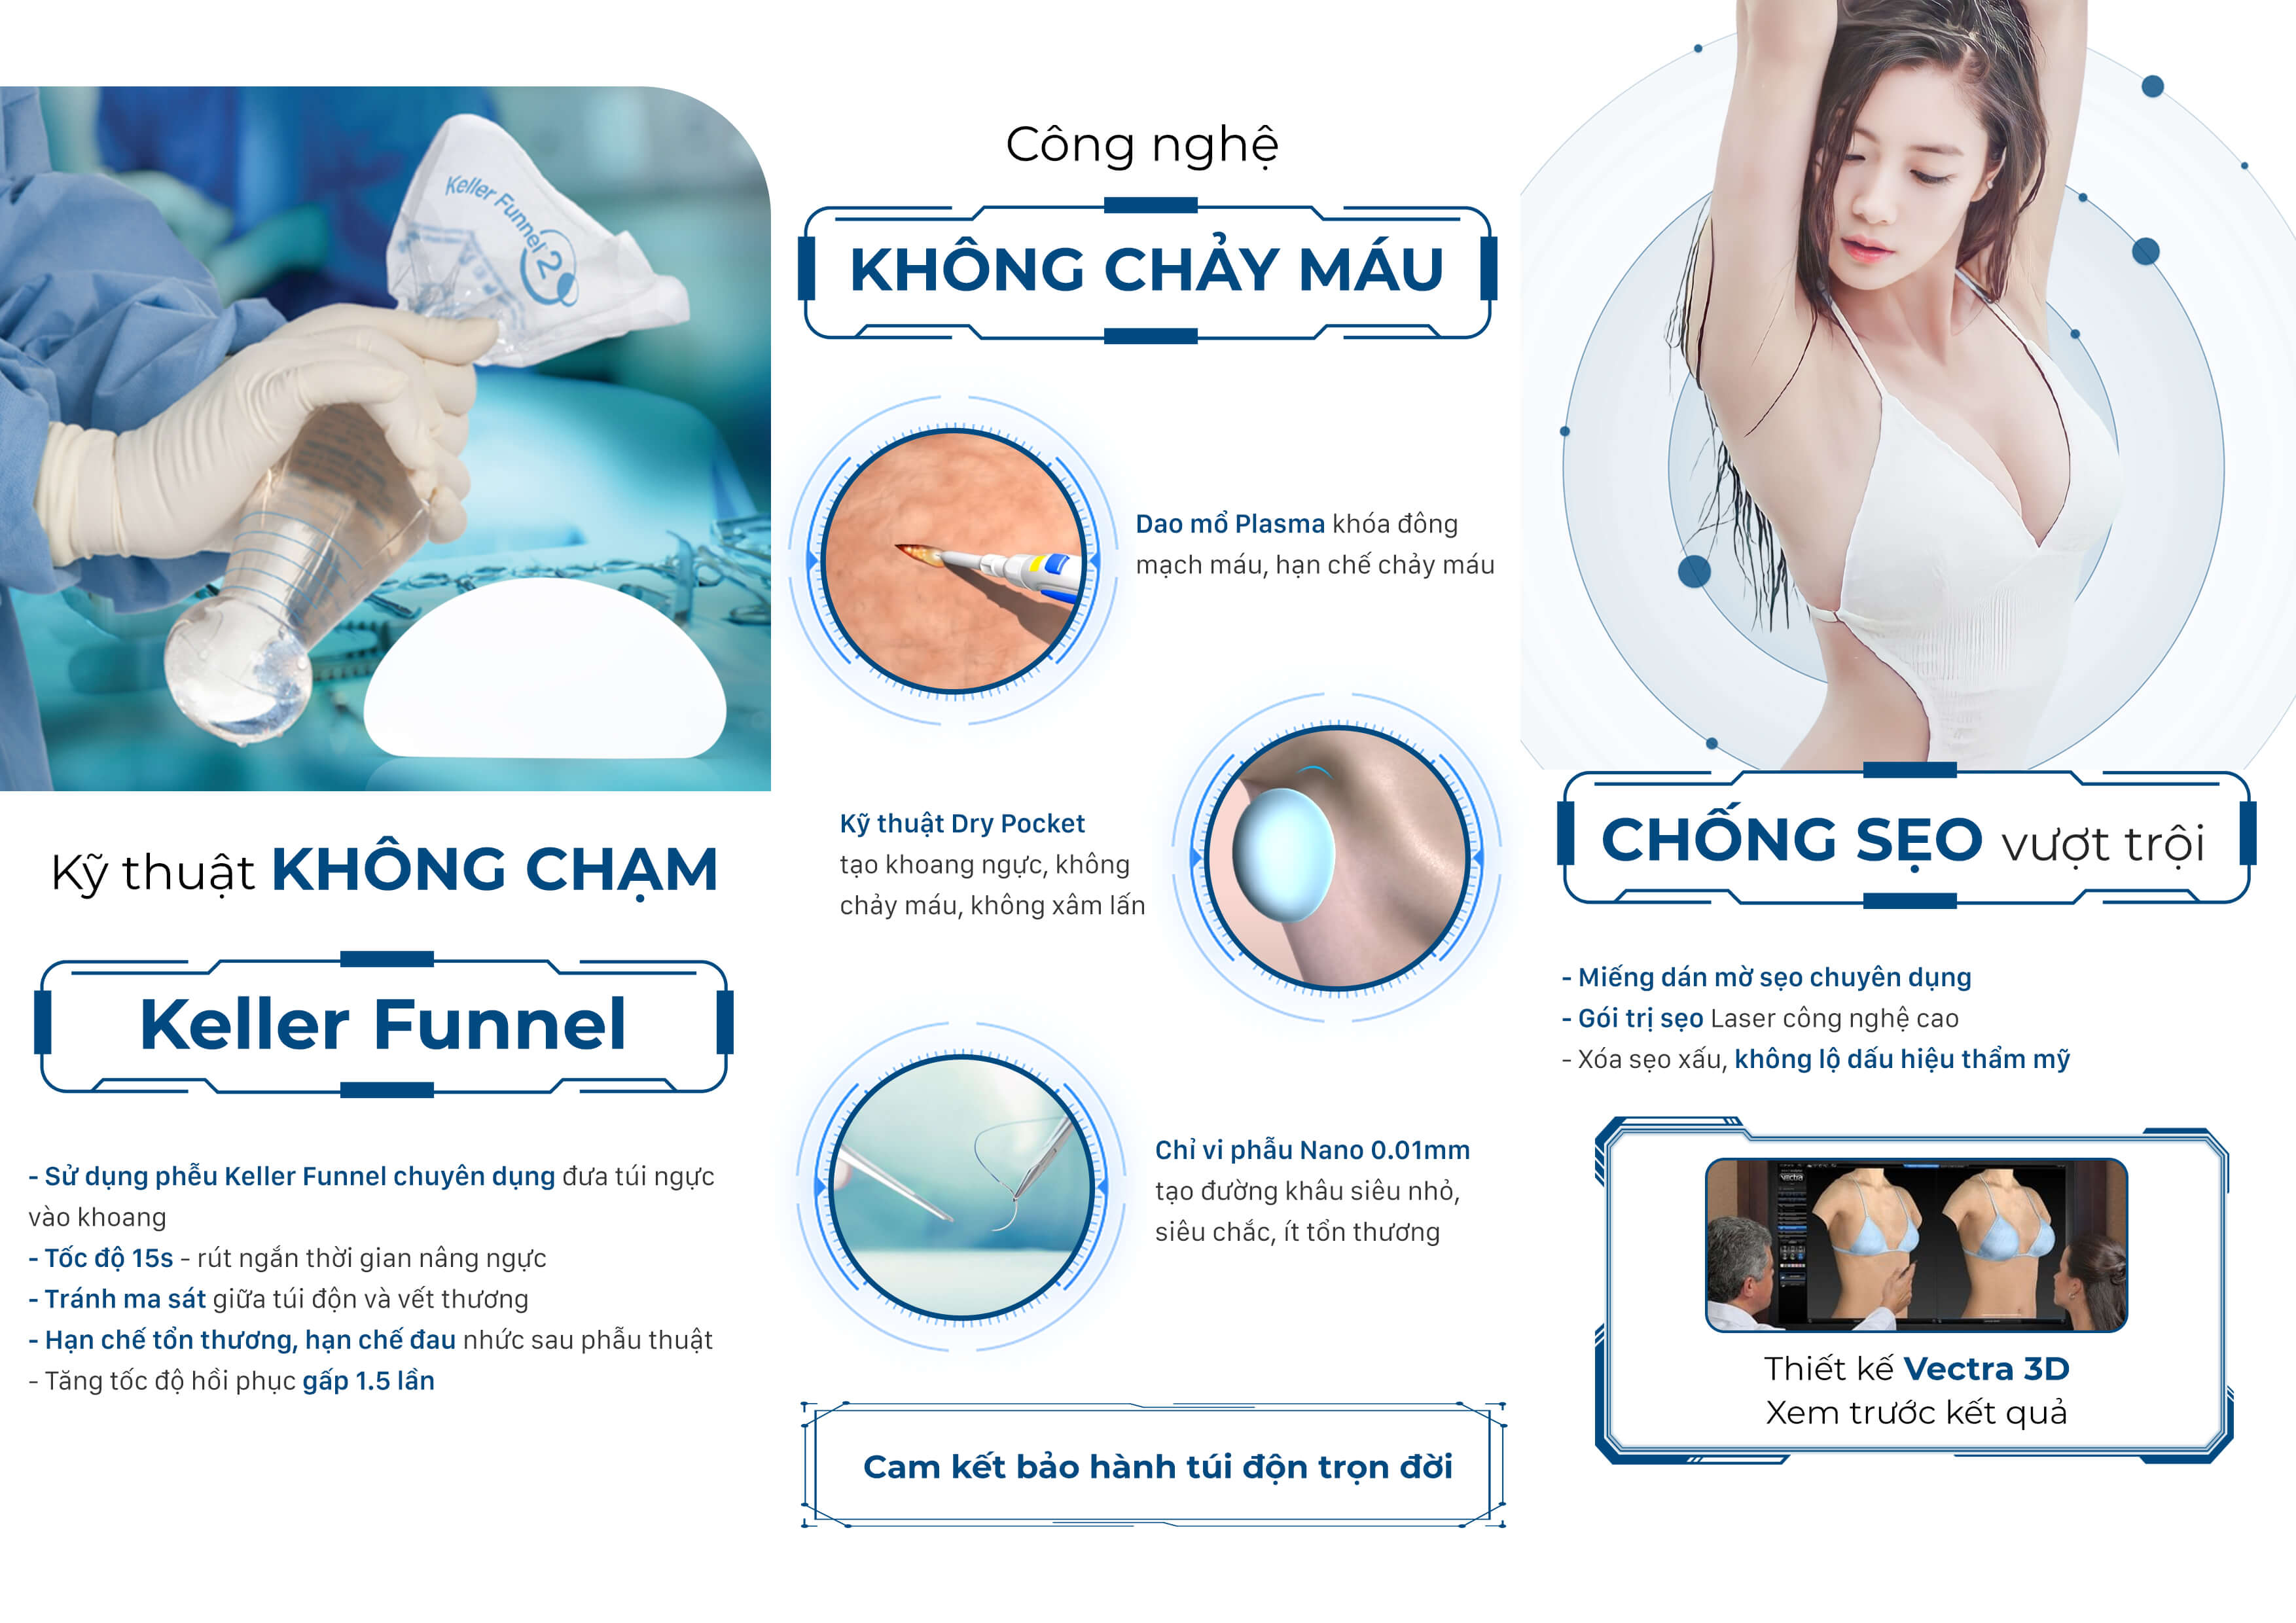 Keller Funnel 2
Kỹ thuật KHÔNG CHẠM
Keller Funnel
- Sử dụng phễu Keller Funnel chuyên dụng đưa túi ngực
vào khoang
- Tốc độ 15s - rút ngắn thời gian nâng ngực
- Tránh ma sát giữa túi độn và vết thương
- Hạn chế tổn thương, hạn chế đau nhức sau phẫu thuật
- Tăng tốc độ hồi phục gấp 1.5 lần
Công nghệ
KHÔNG CHẢY MÁU
Dao mổ Plasma khóa đông
mạch máu, hạn chế chảy máu
Kỹ thuật Dry Pocket
tạo khoang ngực, không
chảy máu, không xâm lấn
Chỉ vi phẫu Nano 0.01mm
tạo đường khâu siêu nhỏ,
siêu chắc, ít tổn thương
Cam kết bảo hành túi độn trọn đời
CHỐNG SẸO vượt trội
- Miếng dán mờ sẹo chuyên dụng
- Gói trị sẹo Laser công nghệ cao
- Xóa sẹo xấu, không lộ dấu hiệu thẩm mỹ
vectra
Thiết kế Vectra 3D
Xem trước kết quả